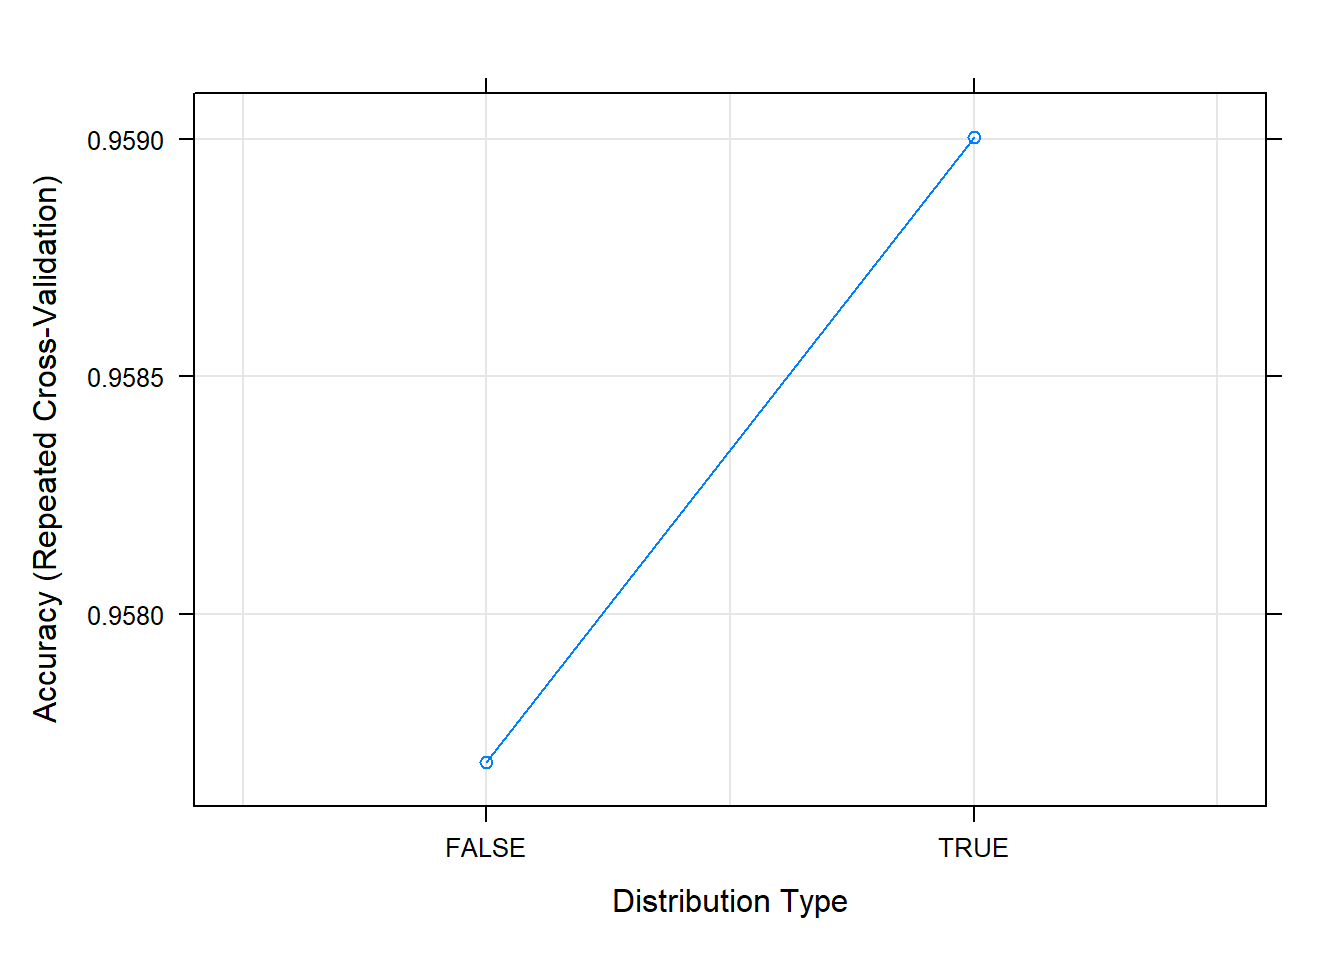 Accuracy (Repeated Cross-Validation)
0.9590
0.9585
0.9580
FALSE
TRUE
Distribution Type